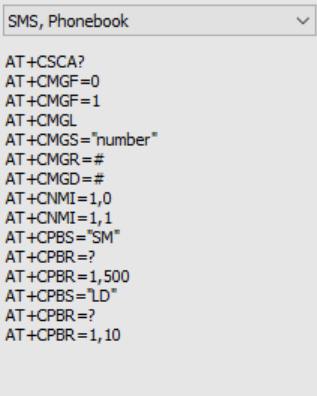 SMS, Phonebook
AT+CSCA?
AT+CMGF=0
AT+CMGF=1
AT+CMGL
AT+CMGS="number"
AT+CMGR=#
AT+CMGD=#
AT+CNMI=1,0
AT+CNMI=1,1
AT+CPBS="SM"
AT+CPBR=?
AT+CPBR=1,500
AT+CPBS="LD"
AT+CPBR=?
AT+CPBR=1,10